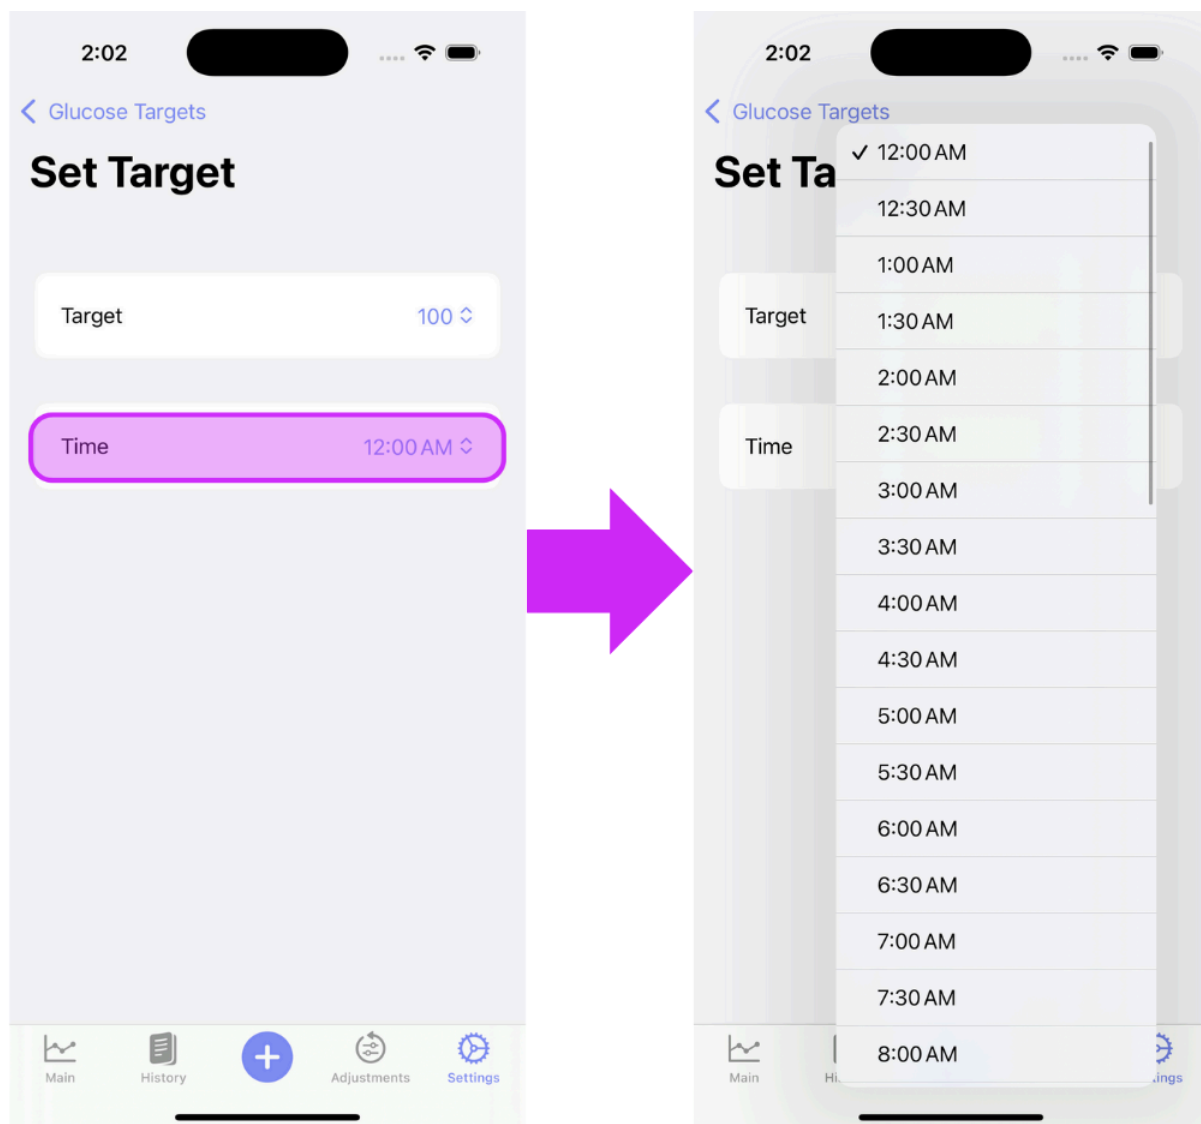 2:02
Glucose Targets
Set Target
Target 100
Time 12:00 AM
Main History Adjustments Settings
2:02
Glucose Targets
Set Ta
Target
Time
12:00 AM
12:30 AM
1:00 AM
1:30 AM
2:00 AM
2:30 AM
3:00 AM
3:30 AM
4:00 AM
4:30 AM
5:00 AM
5:30 AM
6:00 AM
6:30 AM
7:00 AM
7:30 AM
8:00 AM
Main Hi ings